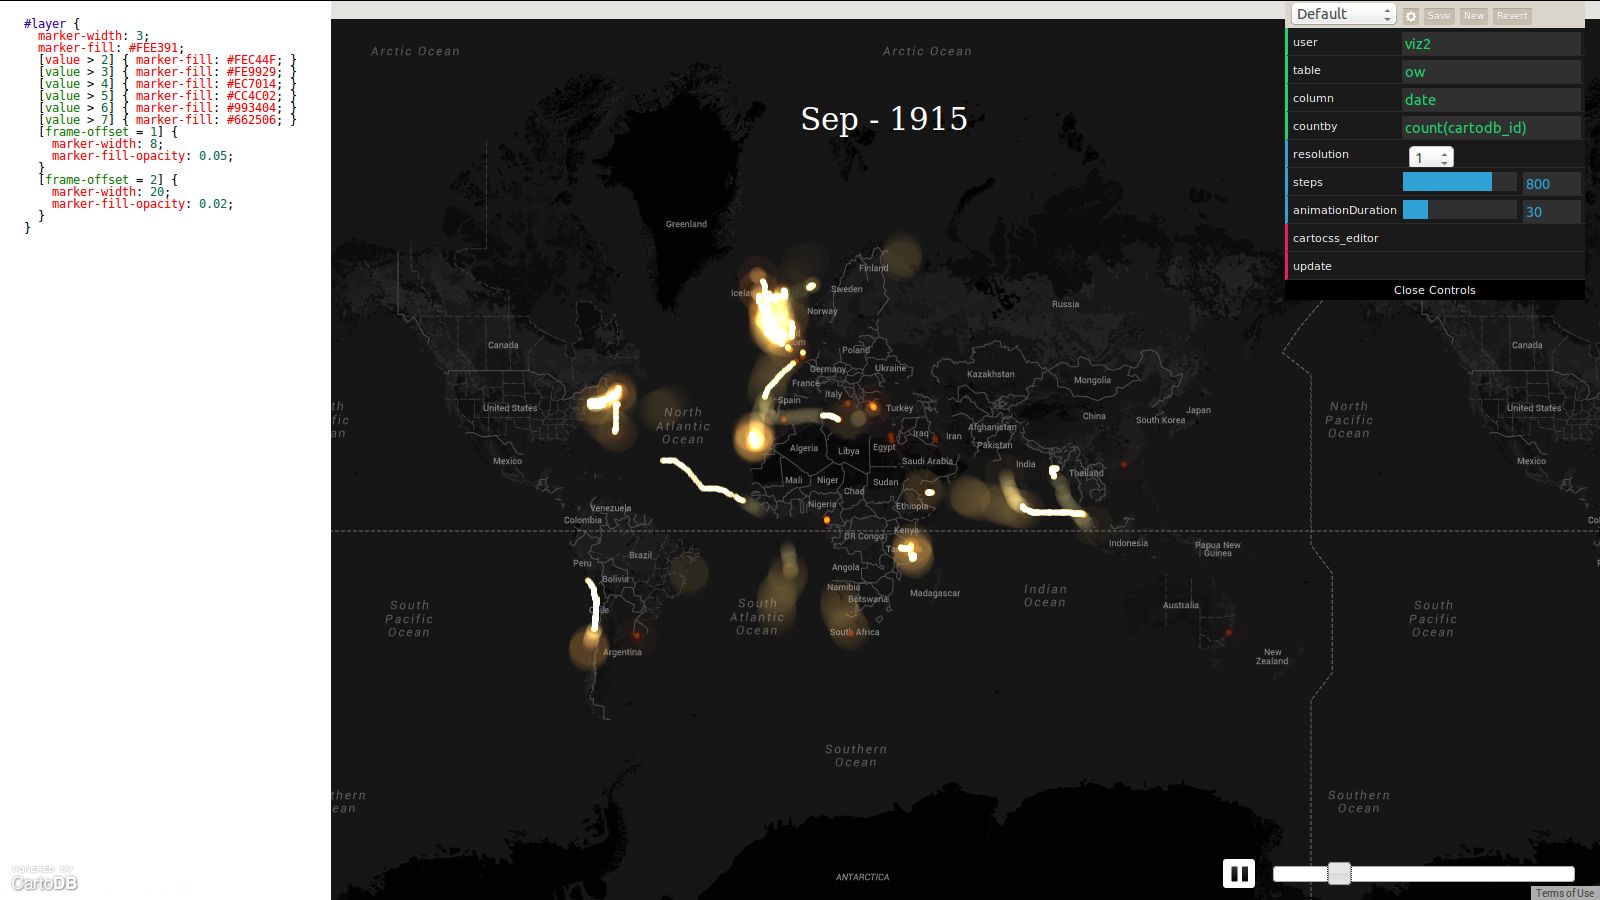 #layer {
marker-width: 3;
marker-fill: #FEE391;
[value > 2] { marker-fill: #FEC44F; }
[value > 3] { marker-fill: #FE9929; }
[value > 4] { marker-fill: #EC7014; }
[value > 5] { marker-fill: #CC4C02; }
[value > 6] { marker-fill: #993404; }
[value > 7] { marker-fill: #662506; }
[frame-offset = 1] {
marker-width: 8;
marker-fill-opacity: 0.05;
}
[frame-offset = 2] {
marker-width: 20;
marker-fill-opacity: 0.02;
}
}
POWERED BY
CartoDB
Sep - 1915
Default
Save
New
Revert
user
viz2
table
ow
column
date
countby
count(cartodb_id)
resolution
1
steps
800
animationDuration
30
cartocss_editor
update
Close Controls
Arctic Ocean
Arctic Ocean
Greenland
Finland
Sweden
Norway
Russia
Canada
Poland
Germany
Ukraine
France
Kazakhstan
Mongolia
Canada
United States
North
Atlantic
Ocean
Spain
Italy
Turkey
China
Japan
South Korea
North
Pacific
Ocean
United States
Mexico
Algeria
Libya
Egypt
Iraq
Iran
Afghanistan
Pakistan
Saudi Arabia
India
Thailand
Mexico
Mali
Niger
Chad
Sudan
Nigeria
Ethiopia
Venezuela
Colombia
DR Congo
Kenya
Indonesia
Papua New
Guinea
Peru
Brazil
Bolivia
Angola
Namibia
Botswana
Madagascar
South
Pacific
Ocean
South
Atlantic
Ocean
Indian
Ocean
Australia
South
Pacific
Ocean
South Africa
Argentina
New
Zealand
Southern
Ocean
Southern
Ocean
ANTARCTICA
Terms of Use